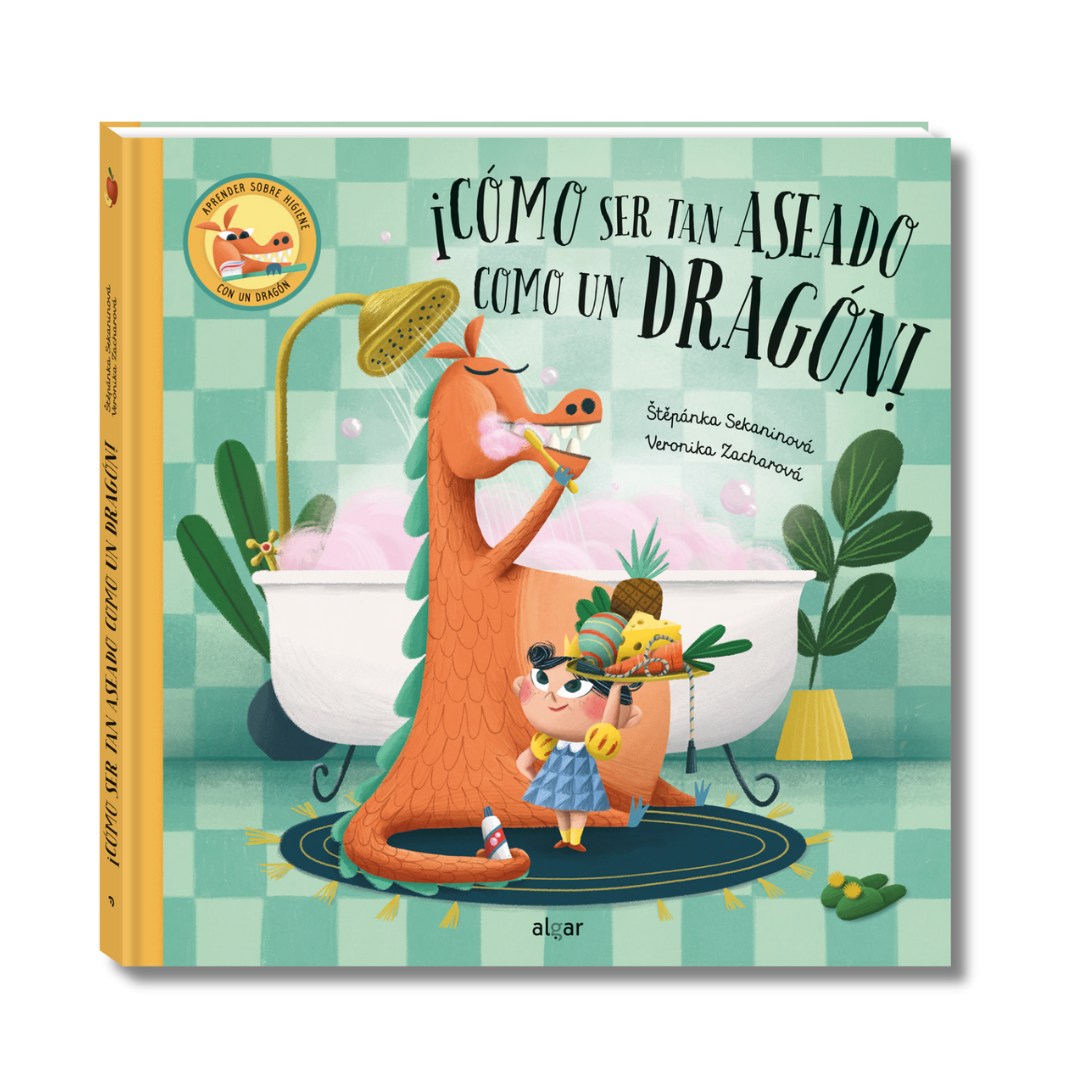 APRENDER SOBRE HIGIENE
CON UN DRAGÓN
¡CÓMO SER TAN ASEADO
COMO UN DRAGÓN!
Štěpánka Sekaninová
Veronika Zacharová
algar
Štěpánka Sekaninová
Veronika Zacharová
¡CÓMO SER TAN ASEADO COMO UN DRAGÓN!